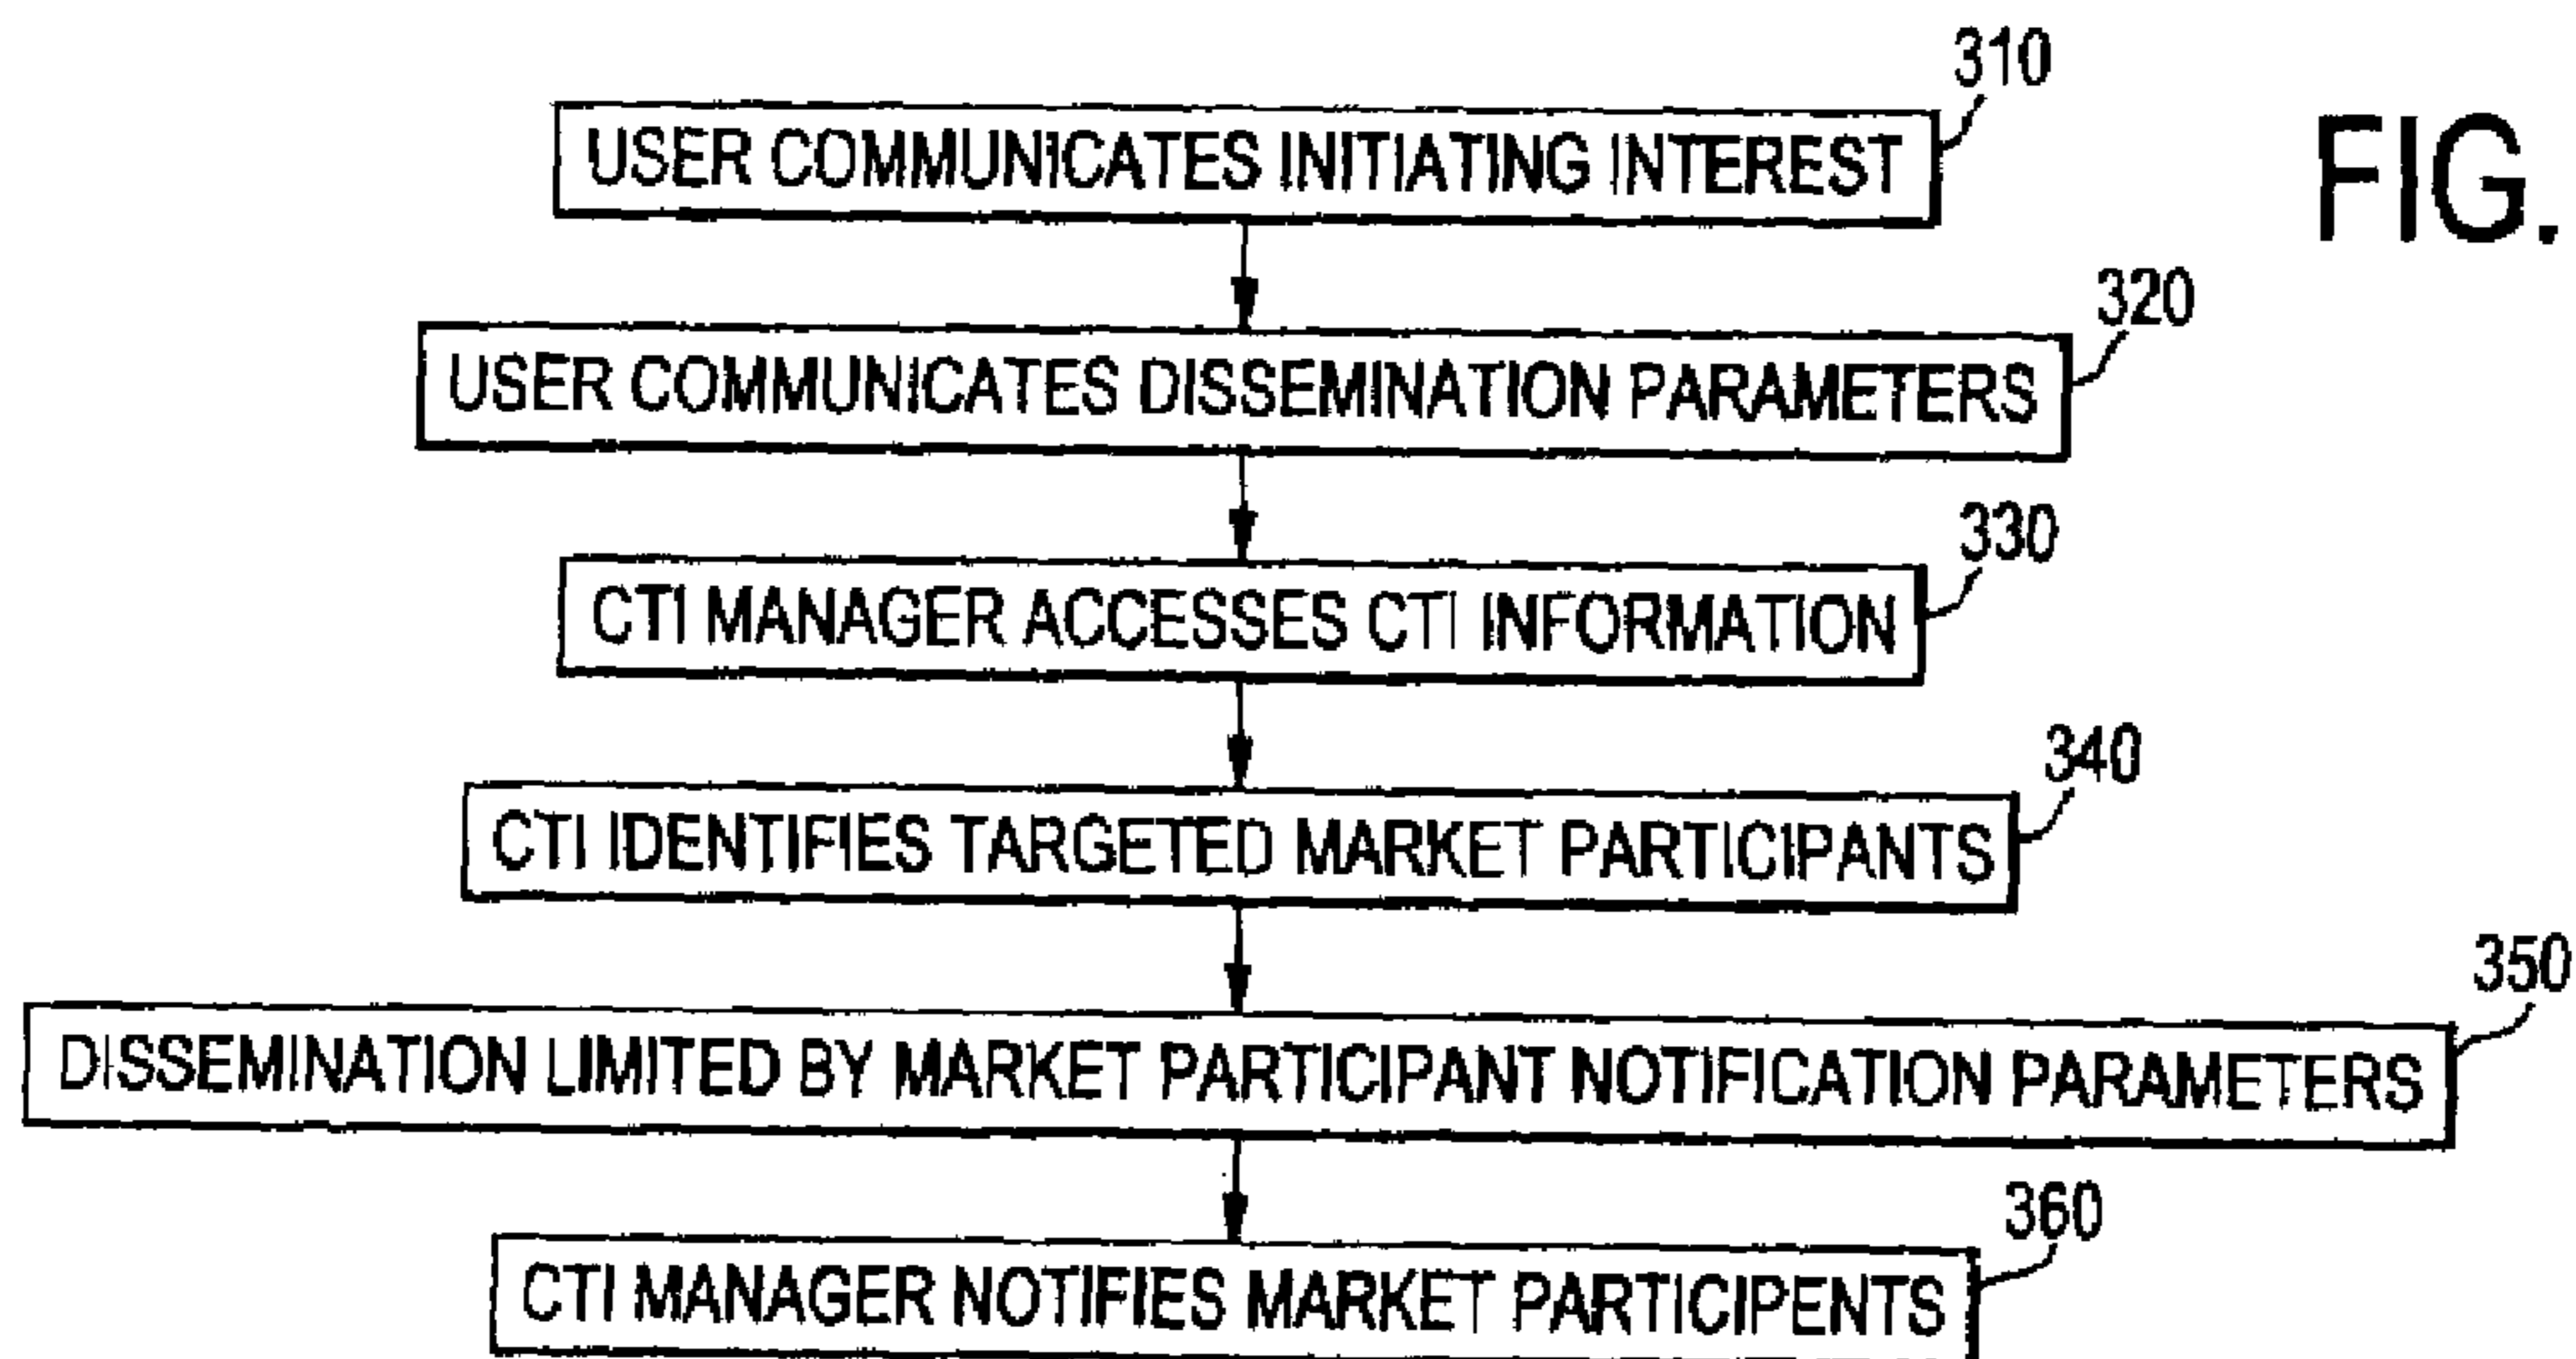 310
USER COMMUNICATES INITIATING INTEREST
FIG.
320
USER COMMUNICATES DISSEMINATION PARAMETERS
330
CTI MANAGER ACCESSES CTI INFORMATION
340
CTI IDENTIFIES TARGETED MARKET PARTICIPANTS
350
DISSEMINATION LIMITED BY MARKET PARTICIPANT NOTIFICATION PARAMETERS
360
CTI MANAGER NOTIFIES MARKET PARTICIPENTS